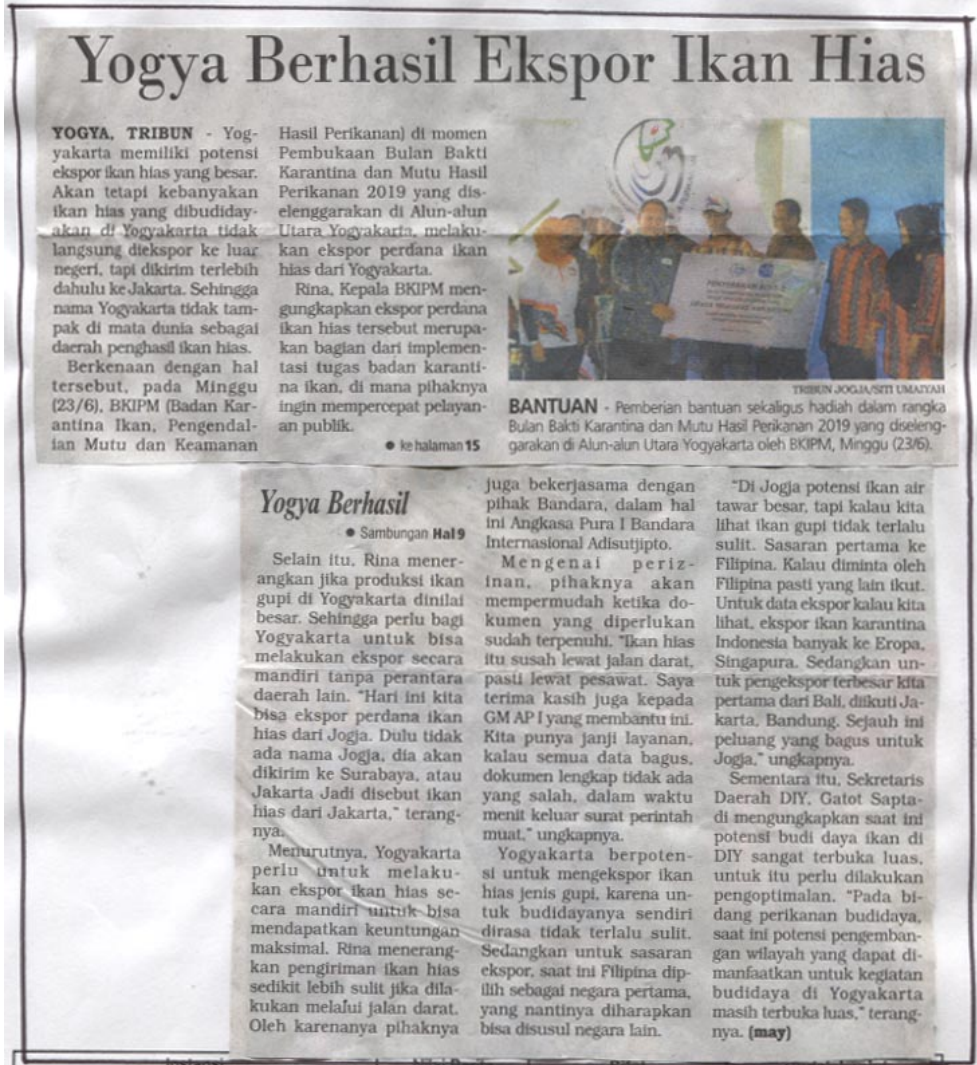 Yogya Berhasil Ekspor Ikan Hias
YOGYA, TRIBUN - Yog-
yakarta memiliki potensi
ekspor ikan hias yang besar.
Akan tetapi kebanyakan
ikan hias yang dibudiday-
akan di Yogyakarta tidak
langsung diekspor ke luar
negeri, tapi dikirim terlebih
dahulu ke Jakarta. Sehingga
nama Yogyakarta tidak tam-
pak di mata dunia sebagai
daerah penghasil ikan hias.
Berkenaan dengan hal
tersebut, pada Minggu
(23/6), BKIPM (Badan Kar-
antina Ikan, Pengendal-
ian Mutu dan Keamanan
Hasil Perikanan) di momen
Pembukaan Bulan Bakti
Karantina dan Mutu Hasil
Perikanan 2019 yang dis-
elenggarakan di Alun-alun
Utara Yogyakarta, melaku-
kan ekspor perdana ikan
hias dari Yogyakarta.
Rina, Kepala BKIPM men-
gungkapkan ekspor perdana
ikan hias tersebut merupa-
kan bagian dari implemen-
tasi tugas badan karanti-
na ikan, di mana pihaknya
ingin mempercepat pelayan-
an publik.
● ke halaman 15
TRIBUN JOGJA/SITI UMAIYAH
BANTUAN - Pemberian bantuan sekaligus hadiah dalam rangka
Bulan Bakti Karantina dan Mutu Hasil Perikanan 2019 yang diseleng-
garakan di Alun-alun Utara Yogyakarta oleh BKIPM, Minggu (23/6).
Yogya Berhasil
● Sambungan Hal 9
Selain itu, Rina mener-
angkan jika produksi ikan
gupi di Yogyakarta dinilai
besar. Sehingga perlu bagi
Yogyakarta untuk bisa
melakukan ekspor secara
mandiri tanpa perantara
daerah lain. "Hari ini kita
bisa ekspor perdana ikan
hias dari Jogja. Dulu tidak
ada nama Jogja, dia akan
dikirim ke Surabaya, atau
Jakarta Jadi disebut ikan
hias dari Jakarta," terang-
nya.
Menurutnya, Yogyakarta
perlu untuk melaku-
kan ekspor ikan hias se-
cara mandiri untuk bisa
mendapatkan keuntungan
maksimal. Rina menerang-
kan pengiriman ikan hias
sedikit lebih sulit jika dila-
kukan melalui jalan darat.
Oleh karenanya pihaknya
juga bekerjasama dengan
pihak Bandara, dalam hal
ini Angkasa Pura I Bandara
Internasional Adisutjipto.
Mengenai periz-
inan, pihaknya akan
mempermudah ketika do-
kumen yang diperlukan
sudah terpenuhi. "Ikan hias
itu susah lewat jalan darat,
pasti lewat pesawat. Saya
terima kasih juga kepada
GM AP I yang membantu ini.
Kita punya janji layanan,
kalau semua data bagus,
dokumen lengkap tidak ada
yang salah, dalam waktu
menit keluar surat perintah
muat," ungkapnya.
Yogyakarta berpoten-
si untuk mengekspor ikan
hias jenis gupi, karena un-
tuk budidayanya sendiri
dirasa tidak terlalu sulit.
Sedangkan untuk sasaran
ekspor, saat ini Filipina dip-
ilih sebagai negara pertama,
yang nantinya diharapkan
bisa disusul negara lain.
"Di Jogja potensi ikan air
tawar besar, tapi kalau kita
lihat ikan gupi tidak terlalu
sulit. Sasaran pertama ke
Filipina. Kalau diminta oleh
Filipina pasti yang lain ikut.
Untuk data ekspor kalau kita
lihat, ekspor ikan karantina
Indonesia banyak ke Eropa,
Singapura. Sedangkan un-
tuk pengekspor terbesar kita
pertama dari Bali, diikuti Ja-
karta, Bandung. Sejauh ini
peluang yang bagus untuk
Jogja," ungkapnya.
Sementara itu, Sekretaris
Daerah DIY, Gatot Sapta-
di mengungkapkan saat ini
potensi budi daya ikan di
DIY sangat terbuka luas,
untuk itu perlu dilakukan
pengoptimalan. "Pada bi-
dang perikanan budidaya,
saat ini potensi pengemban-
gan wilayah yang dapat di-
manfaatkan untuk kegiatan
budidaya di Yogyakarta
masih terbuka luas," terang-
nya. (may)